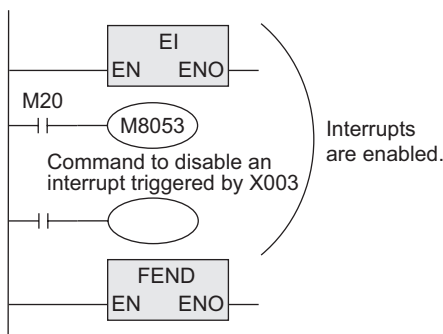 EI
EN ENO
M20
M8053
Command to disable an
interrupt triggered by X003
Interrupts
are enabled.
FEND
EN ENO